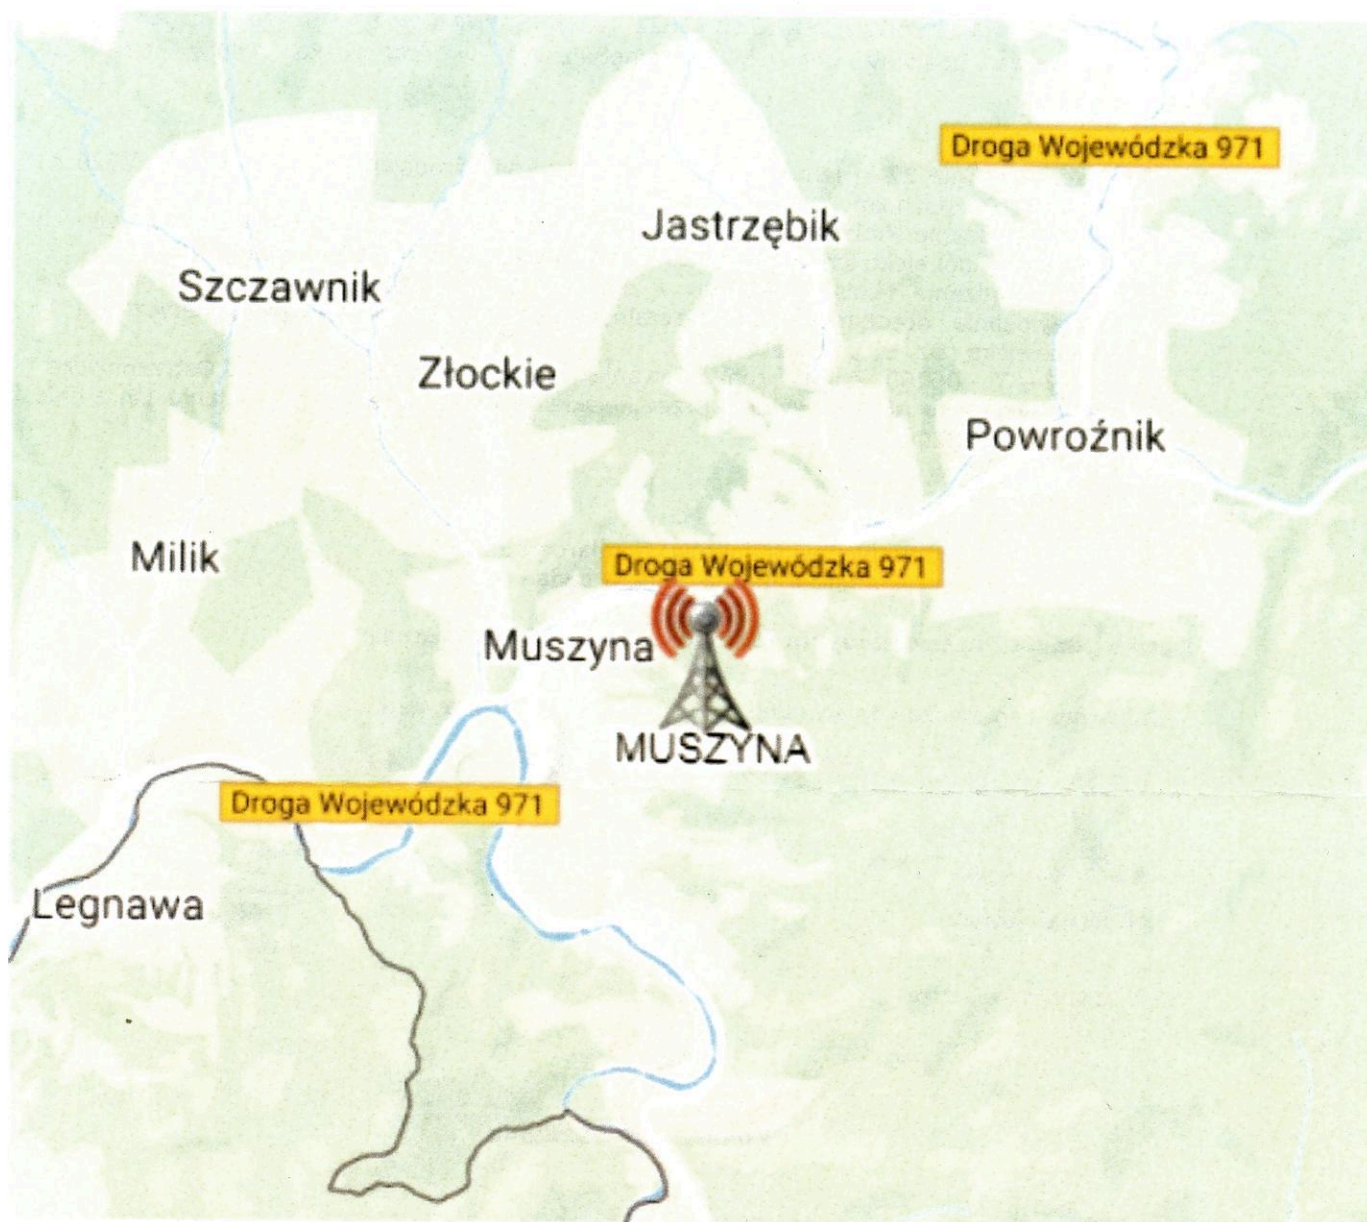 Droga Wojewódzka 971
Jastrzębik
Szczawnik
Złockie
Powroźnik
Milik
Droga Wojewódzka 971
Muszyna
MUSZYNA
Droga Wojewódzka 971
Legnawa